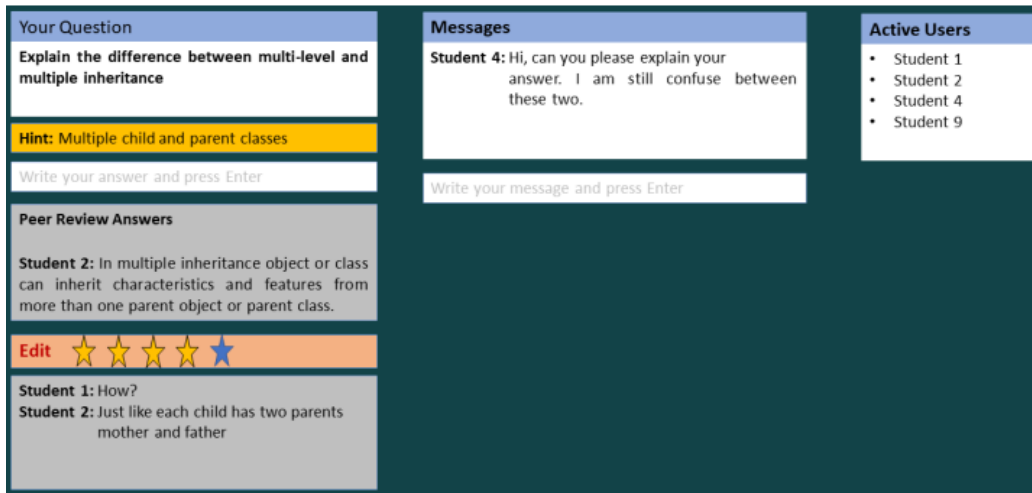 Your Question
Explain the difference between multi-level and
multiple inheritance
Hint: Multiple child and parent classes
Write your answer and press Enter
Peer Review Answers
Student 2: In multiple inheritance object or class
can inherit characteristics and features from
more than one parent object or parent class.
Edit
Student 1: How?
Student 2: Just like each child has two parents
mother and father
Messages
Student 4: Hi, can you please explain your
answer. I am still confuse between
these two.
Write your message and press Enter
Active Users
• Student 1
• Student 2
• Student 4
• Student 9